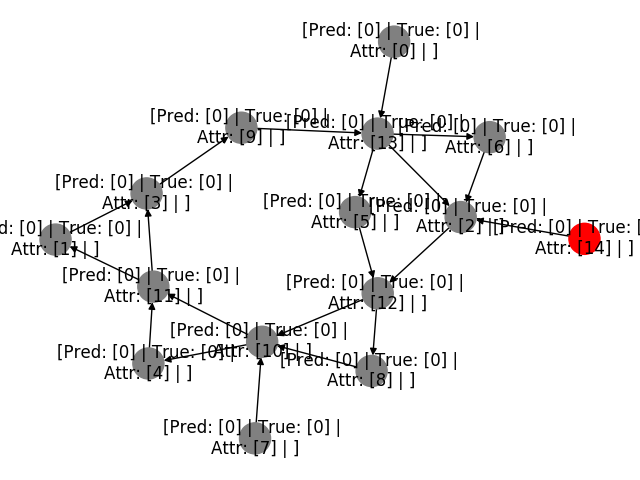 [Pred: [0] | True: [0] |
Attr: [0] | ]
[Pred: [0] | True: [0] |
Attr: [9] | ]
[Pred: [0] | True: [0] |
Attr: [13] | ]
[Pred: [0] | True: [0] |
Attr: [6] | ]
[Pred: [0] | True: [0] |
Attr: [3] | ]
[Pred: [0] | True: [0] |
Attr: [5] | ]
[Pred: [0] | True: [0] |
Attr: [2] | ]
d: [0] | True: [0] |
Attr: [1] | ]
[Pred: [0] | True: [
Attr: [14] | ]
[Pred: [0] | True: [0] |
Attr: [11] | ]
[Pred: [0] | True: [0] |
Attr: [12] | ]
[Pred: [0] | True: [0] |
Attr: [10] | ]
[Pred: [0] | True: [0] |
Attr: [4] | ]
[Pred: [0] | True: [0] |
Attr: [8] | ]
[Pred: [0] | True: [0] |
Attr: [7] | ]